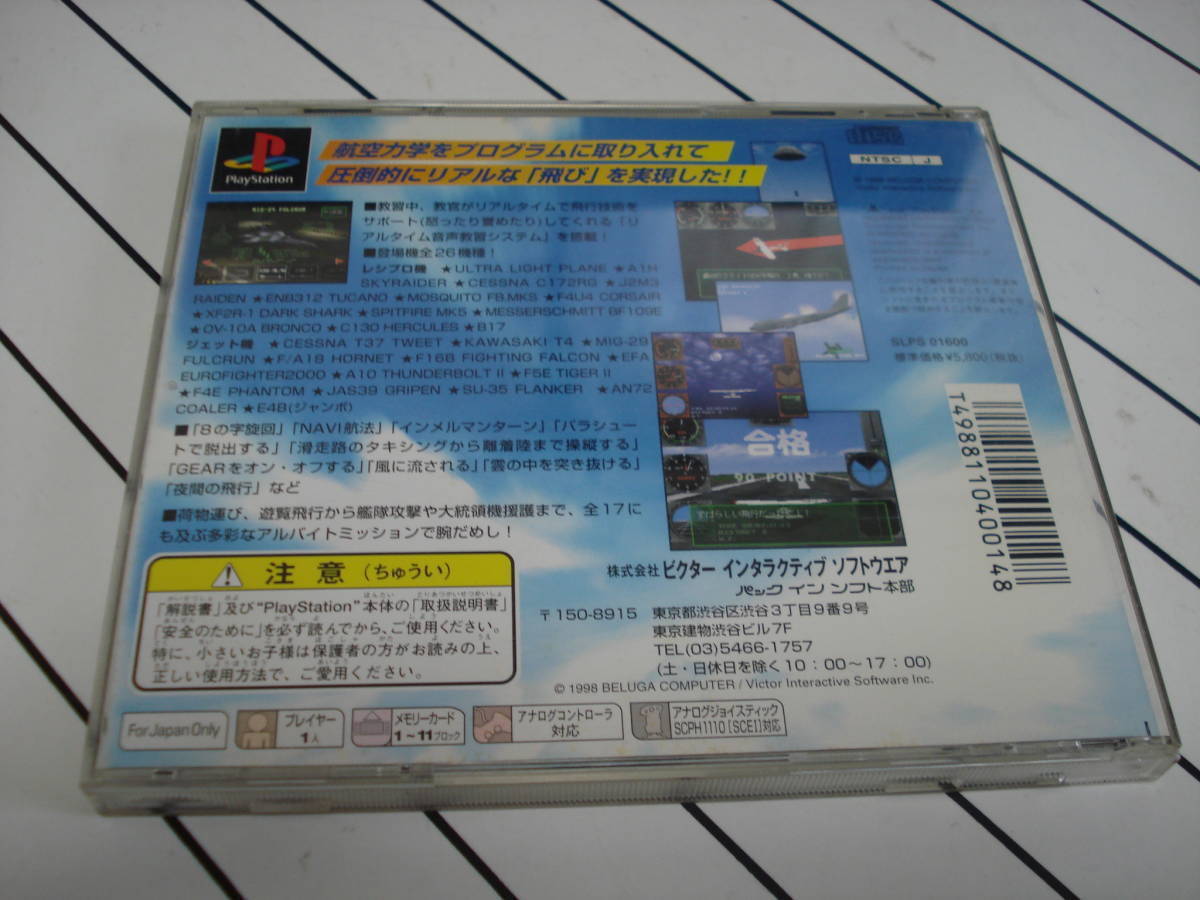 PlayStation
航空力学をプログラムに取り入れて
圧倒的にリアルな「飛び」を実現した!!
■教習中、教官がリアルタイムで飛行技術を
サポート(怒ったり誉めたり)してくれる「リ
アルタイム音声教習システム」を搭載!
■登場機全26機種!
レシプロ機 ★ULTRA LIGHT PLANE ★A1H
SKYRAIDER ★CESSNA C172RG ★J2M3
RAIDEN ★ENB312 TUCANO ★MOSQUITO FB.MK5 ★F4U4 CORSAIR
★XF2R-1 DARK SHARK ★SPITFIRE MK5 ★MESSERSCHMITT BF109E
★OV-10A BRONCO ★C130 HERCULES ★B17
ジェット機 ★CESSNA T37 TWEET ★KAWASAKI T4 ★MIG-29
FULCRUN ★F/A18 HORNET ★F16B FIGHTING FALCON ★EFA
EUROFIGHTER2000 ★A10 THUNDERBOLT II ★F5E TIGER II
★F4E PHANTOM ★JAS39 GRIPEN ★SU-35 FLANKER ★AN72
COALER ★E4B(ジャンボ)
■「8の字旋回」「NAVI航法」「インメルマンターン」「パラシュー
トで脱出する」「滑走路のタキシングから離着陸まで操縦する」
「GEARをオン・オフする」「風に流される」「雲の中を突き抜ける」
「夜間の飛行」など
■荷物運び、遊覧飛行から艦隊攻撃や大統領機援護まで、全17に
も及ぶ多彩なアルバイトミッションで腕だめし!
MIG-29 FULCRUM
合格
90 POINT
NTSC J
SLPS 01600
標準価格¥5,800(税抜)
T4988110400148
注意(ちゅうい)
「解説書」及び"PlayStation"本体の「取扱説明書」
「安全のために」を必ず読んでから、ご使用ください。
特に、小さいお子様は保護者の方がお読みの上、
正しい使用方法で、ご愛用ください。
株式会社 ビクター インタラクティブ ソフトウエア
パック イン ソフト本部
〒150-8915 東京都渋谷区渋谷3丁目9番9号
東京建物渋谷ビル7F
TEL(03)5466-1757
(土・日休日を除く10:00〜17:00)
© 1998 BELUGA COMPUTER / Victor Interactive Software Inc.
For Japan Only
プレイヤー
1人
メモリーカード
1〜11ブロック
アナログコントローラ
対応
アナログジョイスティック
SCPH1110[SCEI]対応